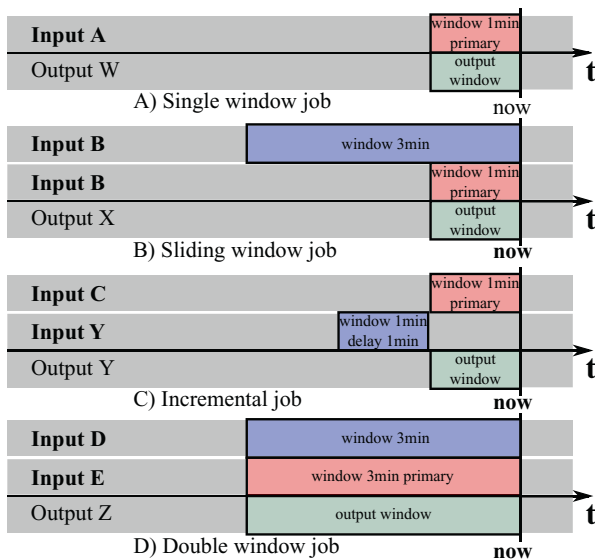 Input A
window 1min
primary
Output W
output
window
t
A) Single window job
now
Input B
window 3min
Input B
window 1min
primary
Output X
output
window
t
B) Sliding window job
now
Input C
window 1min
primary
Input Y
window 1min
delay 1min
Output Y
output
window
t
C) Incremental job
now
Input D
window 3min
Input E
window 3min primary
t
Output Z
output window
D) Double window job
now